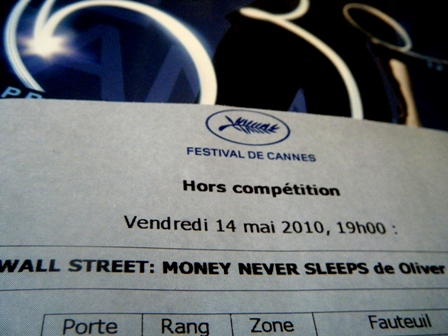 FESTIVAL DE CANNES
Hors compétition
Vendredi 14 mai 2010, 19h00 :
WALL STREET: MONEY NEVER SLEEPS de Oliver
Porte Rang Zone Fauteuil